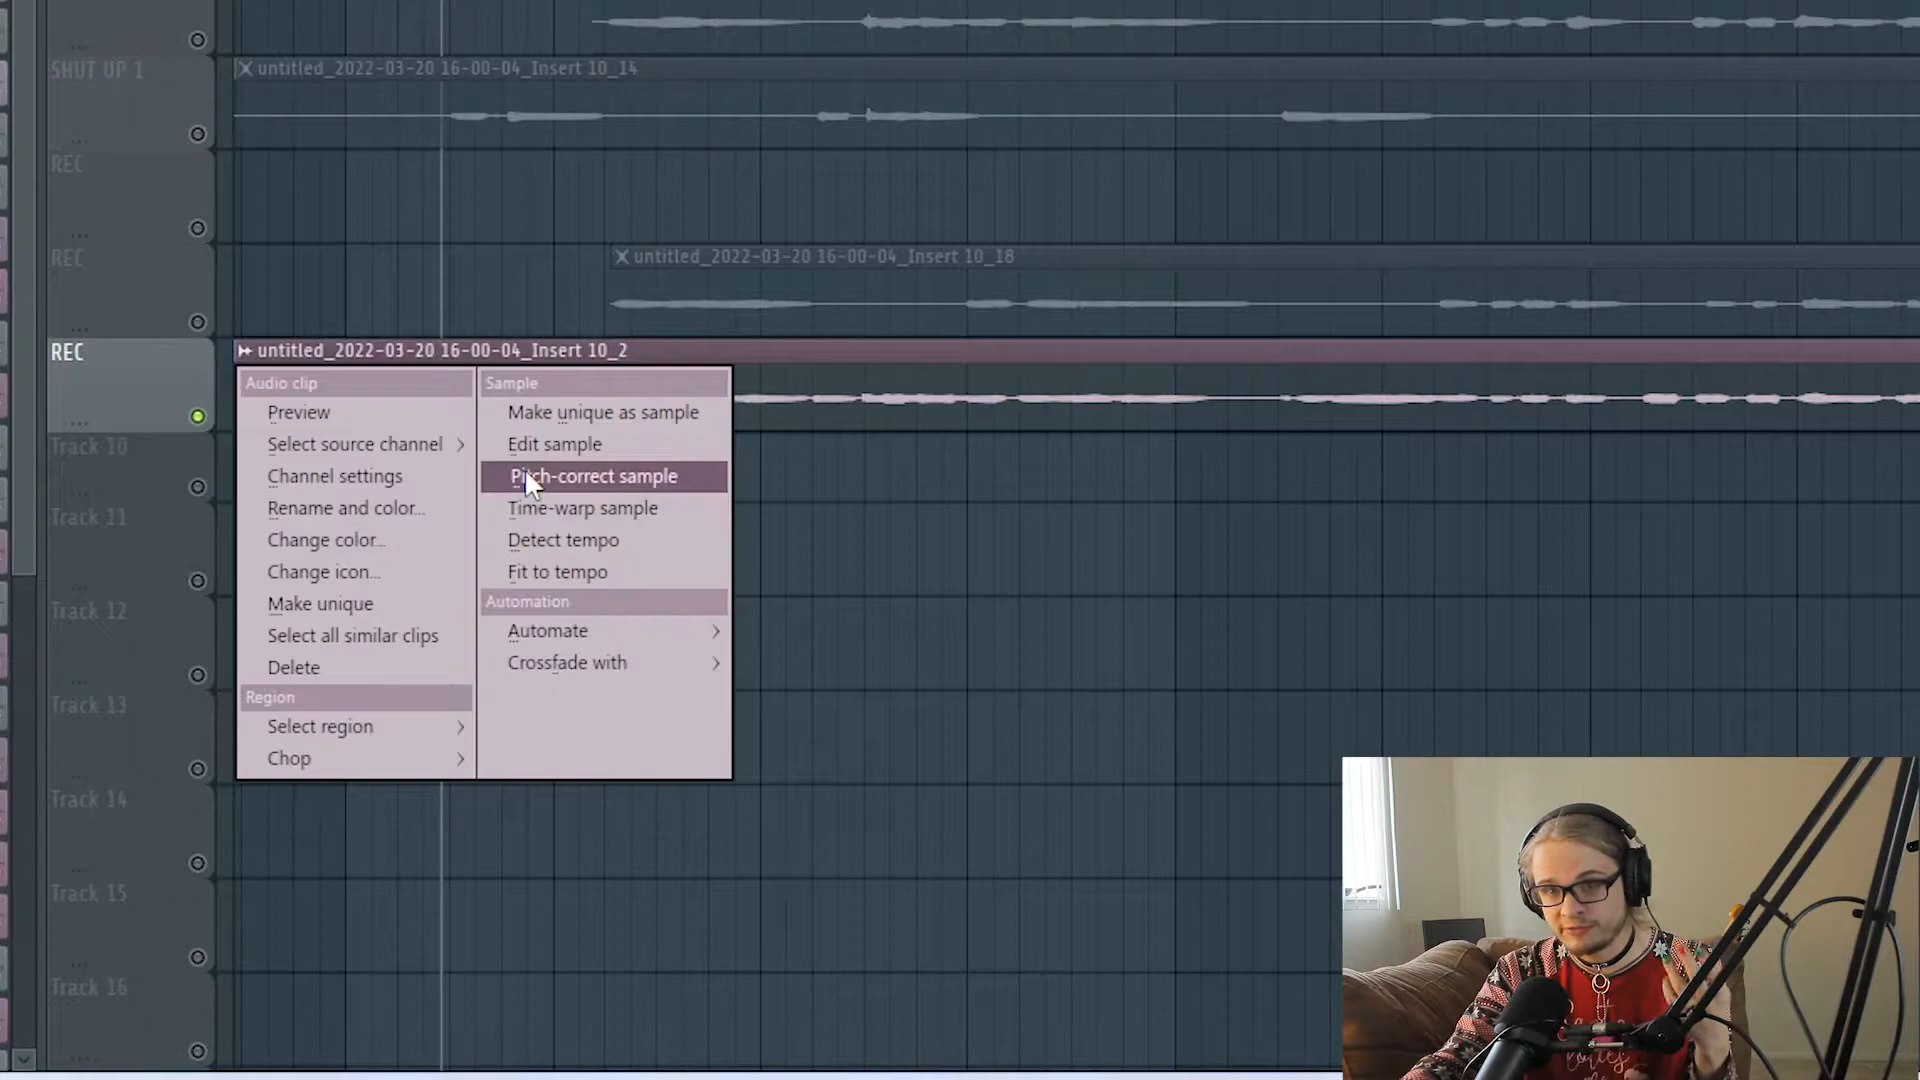 SHUT UP 1
untitled_2022-03-20 16-00-04_Insert 10_14
REC
REC
untitled_2022-03-20 16-00-04_Insert 10_18
REC
untitled_2022-03-20 16-00-04_Insert 10_2
Audio clip
Preview
Select source channel
Channel settings
Rename and color...
Change color...
Change icon...
Make unique
Select all similar clips
Delete
Region
Select region
Chop
Sample
Make unique as sample
Edit sample
Pitch-correct sample
Time-warp sample
Detect tempo
Fit to tempo
Automation
Automate
Crossfade with
Track 10
Track 11
Track 12
Track 13
Track 14
Track 15
Track 16